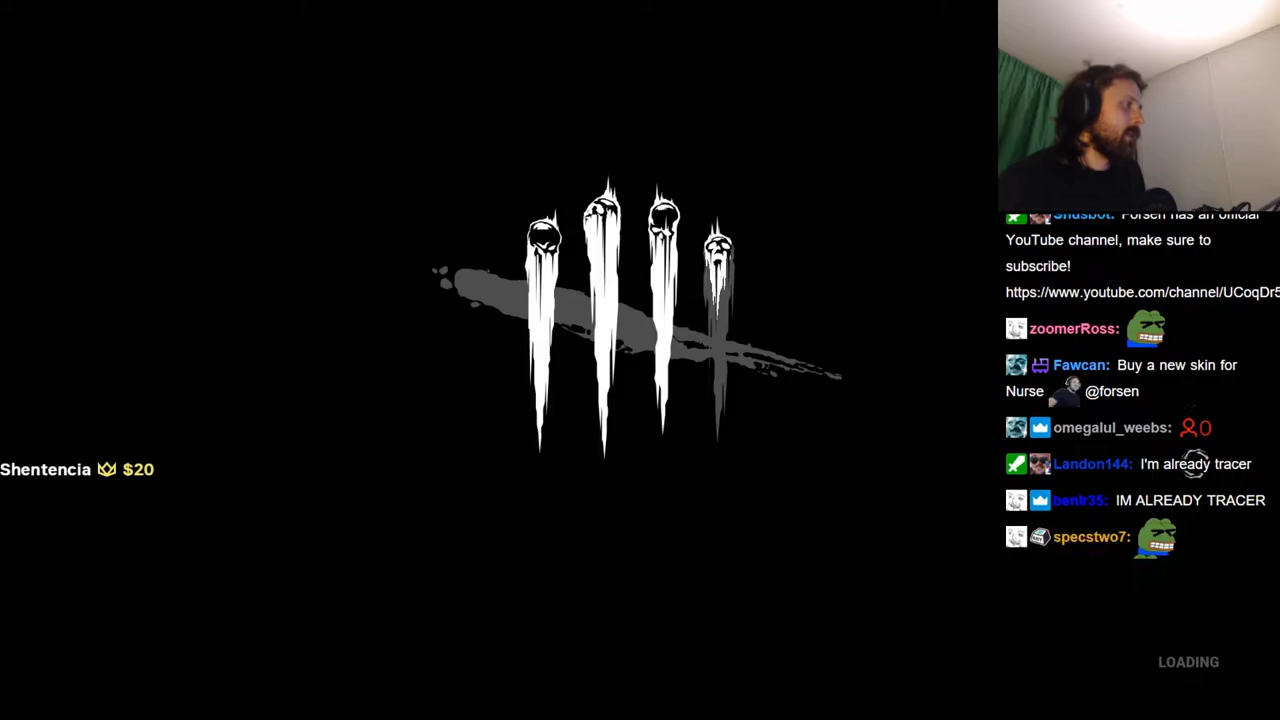 Shusbot: Forsen has an official
YouTube channel, make sure to
subscribe!
https://www.youtube.com/channel/UCoqDr5
zoomerRoss:
Fawcan: Buy a new skin for
Nurse @forsen
omegalul_weebs: 0
Landon144: I'm already tracer
benlr35: IM ALREADY TRACER
specstwo7:
Shentencia $20
LOADING